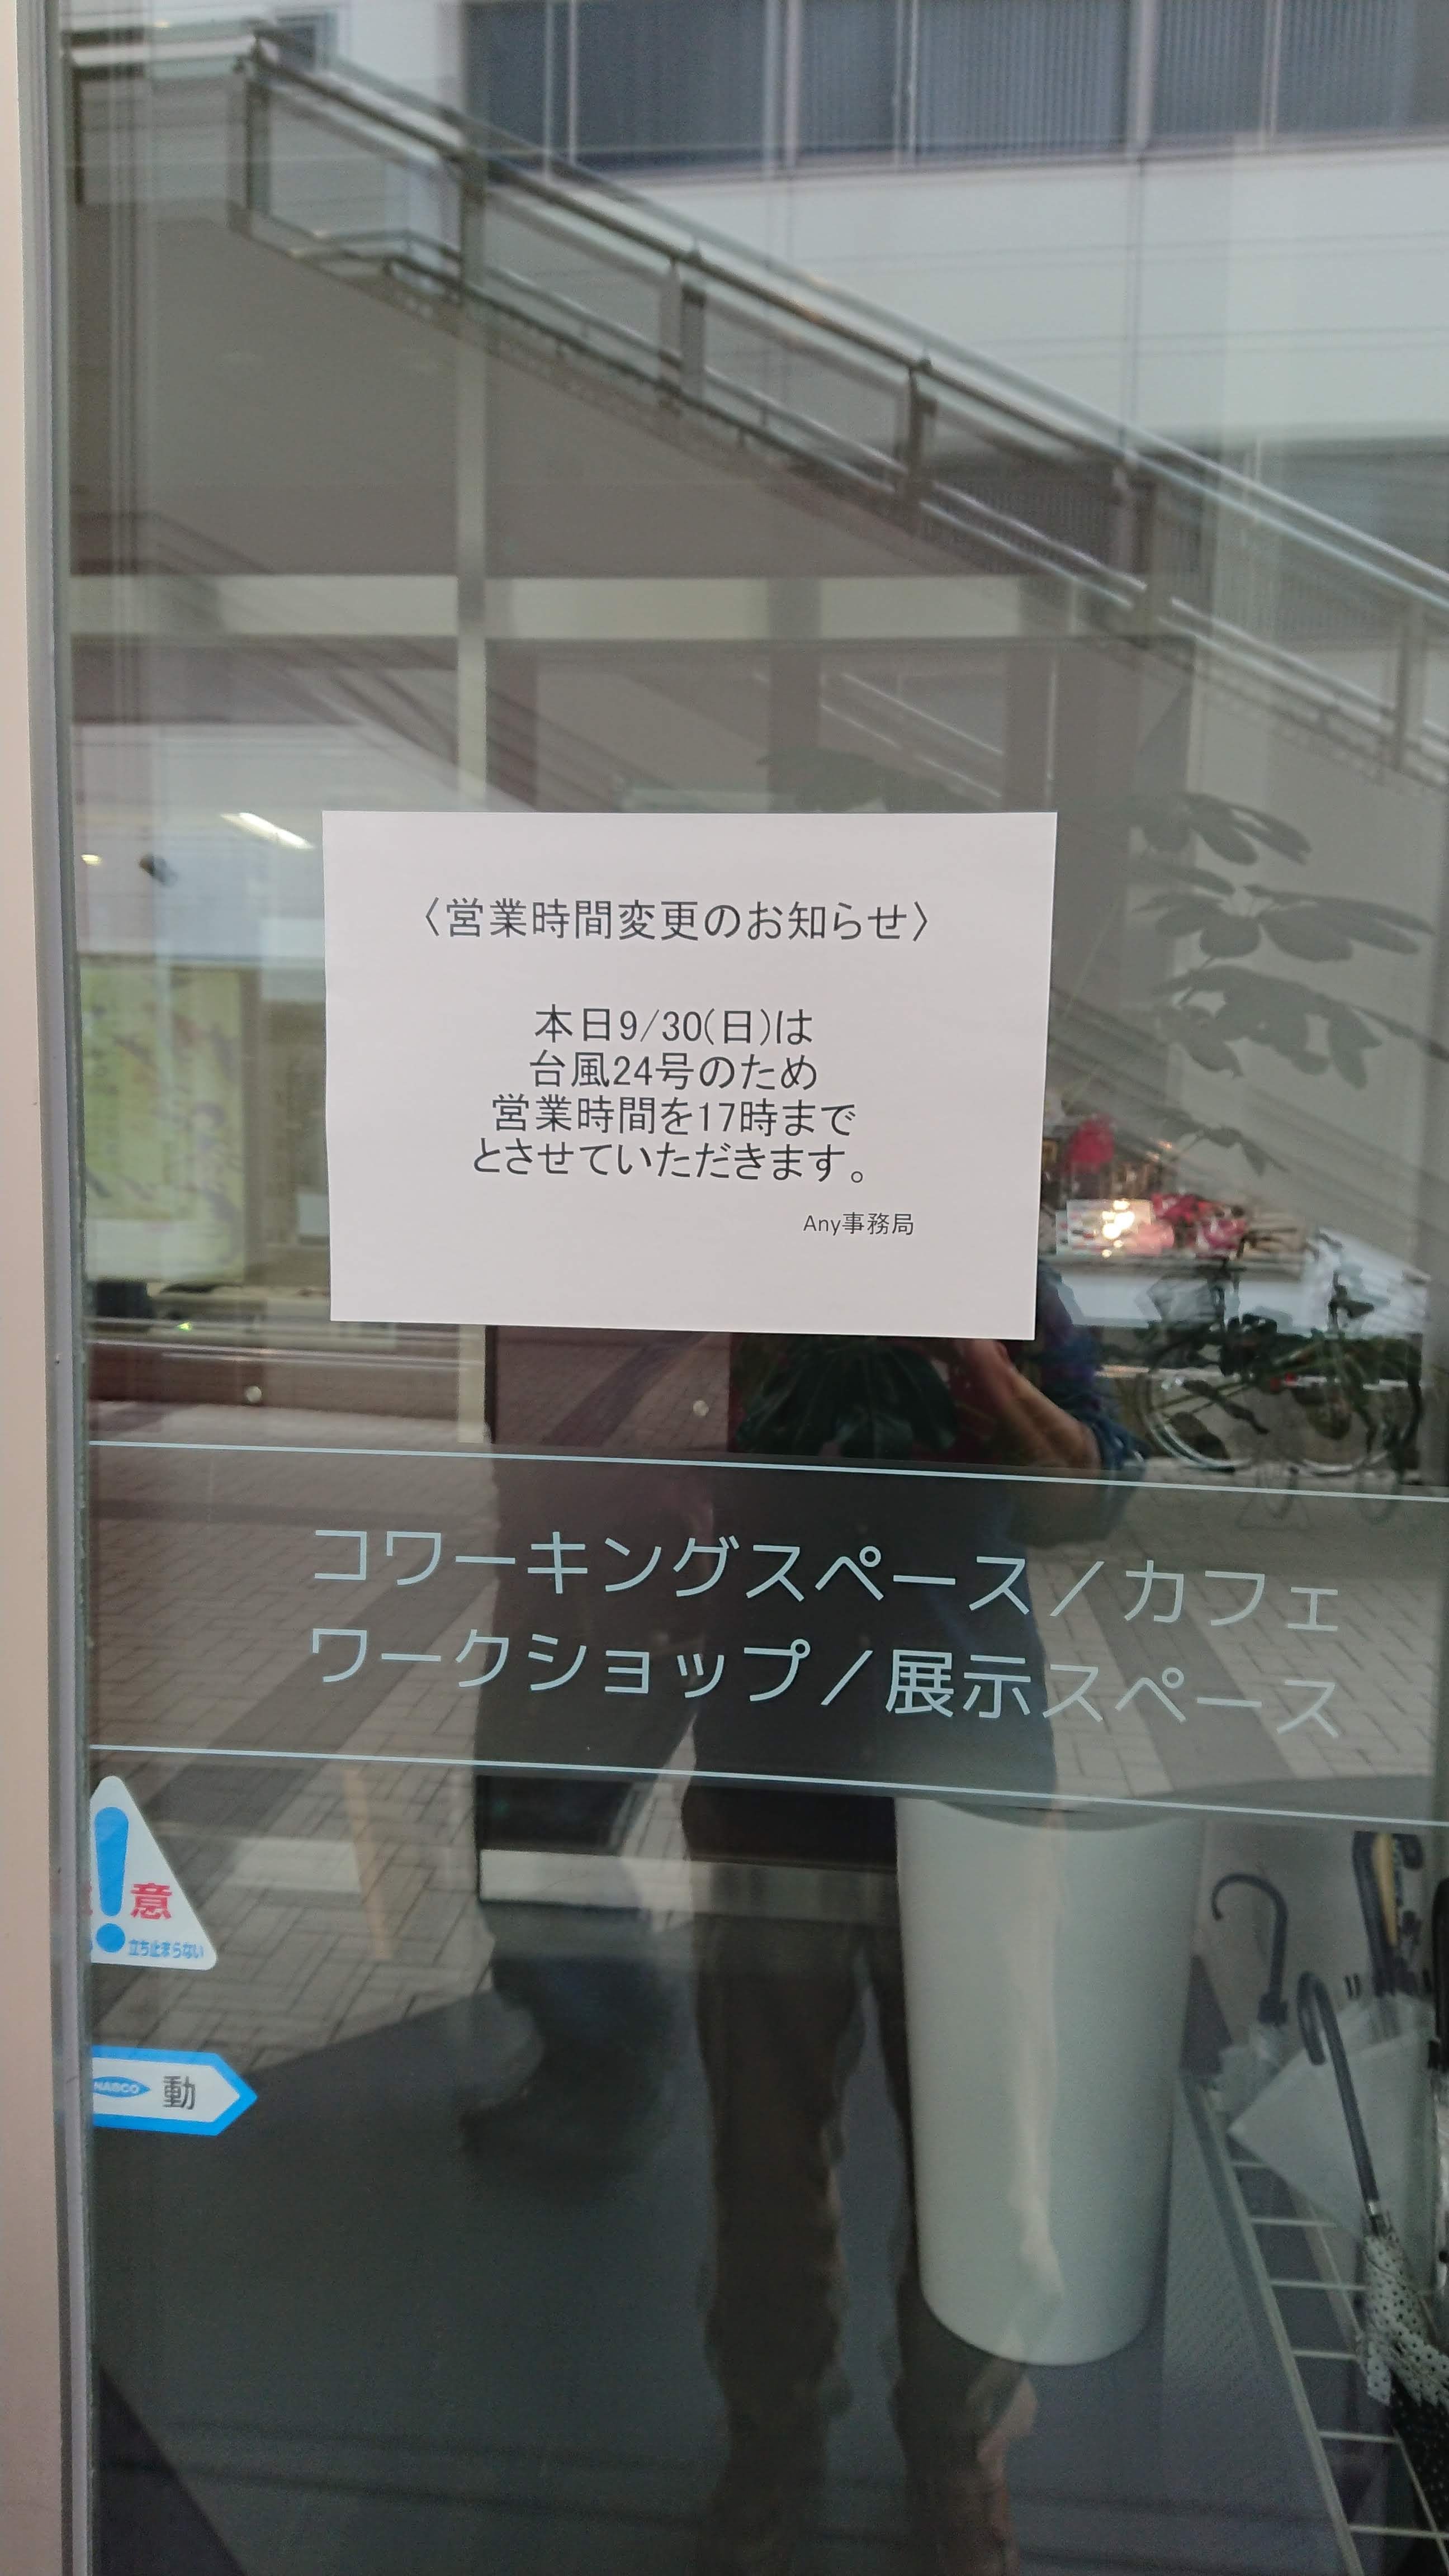 〈営業時間変更のお知らせ〉
本日9/30(日)は
台風24号のため
営業時間を17時まで
とさせていただきます。
Any事務局
コワーキングスペース／カフェ
ワークショップ／展示スペース
意
立ち止まらない
NABCO 動